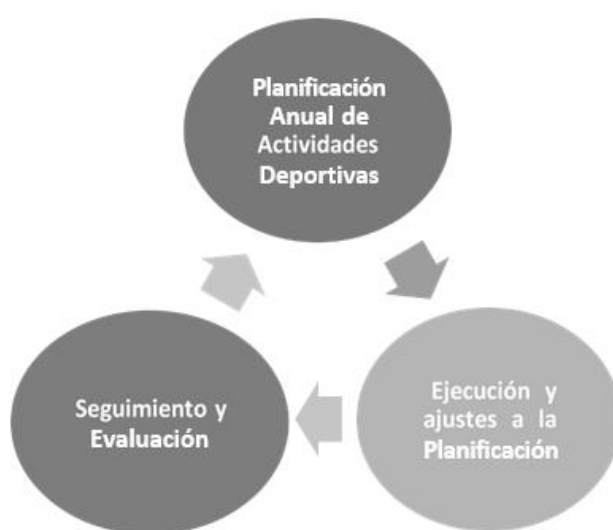 Planificación
Anual de
Actividades
Deportivas
Ejecución y
ajustes a la
Planificación
Seguimiento y
Evaluación